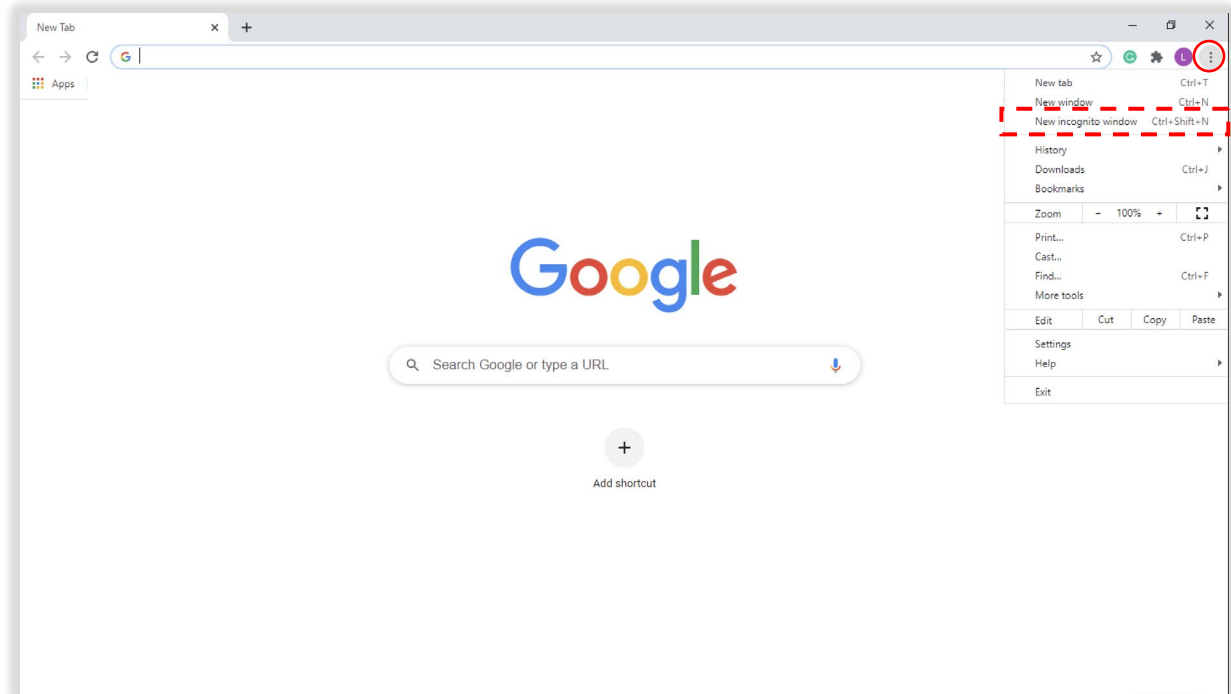 New Tab
Apps
L
New tab Ctrl+T
New window Ctrl+N
New incognito window Ctrl+Shift+N
History
Downloads Ctrl+J
Bookmarks
Zoom - 100% +
Print... Ctrl+P
Cast...
Find... Ctrl+F
More tools
Edit Cut Copy Paste
Settings
Help
Exit
Google
Search Google or type a URL
Add shortcut